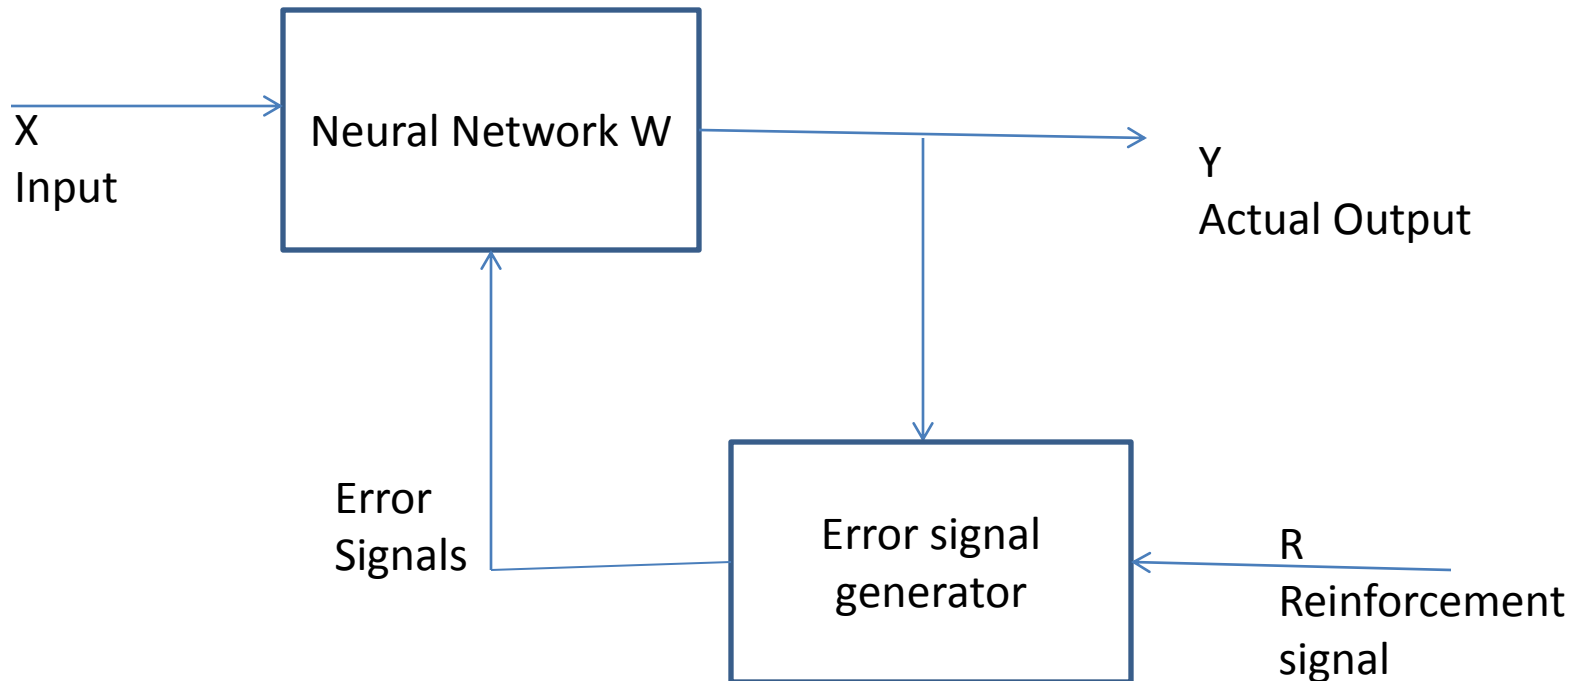 X
Input
Neural Network W
Y
Actual Output
Error
Signals
Error signal
generator
R
Reinforcement
signal